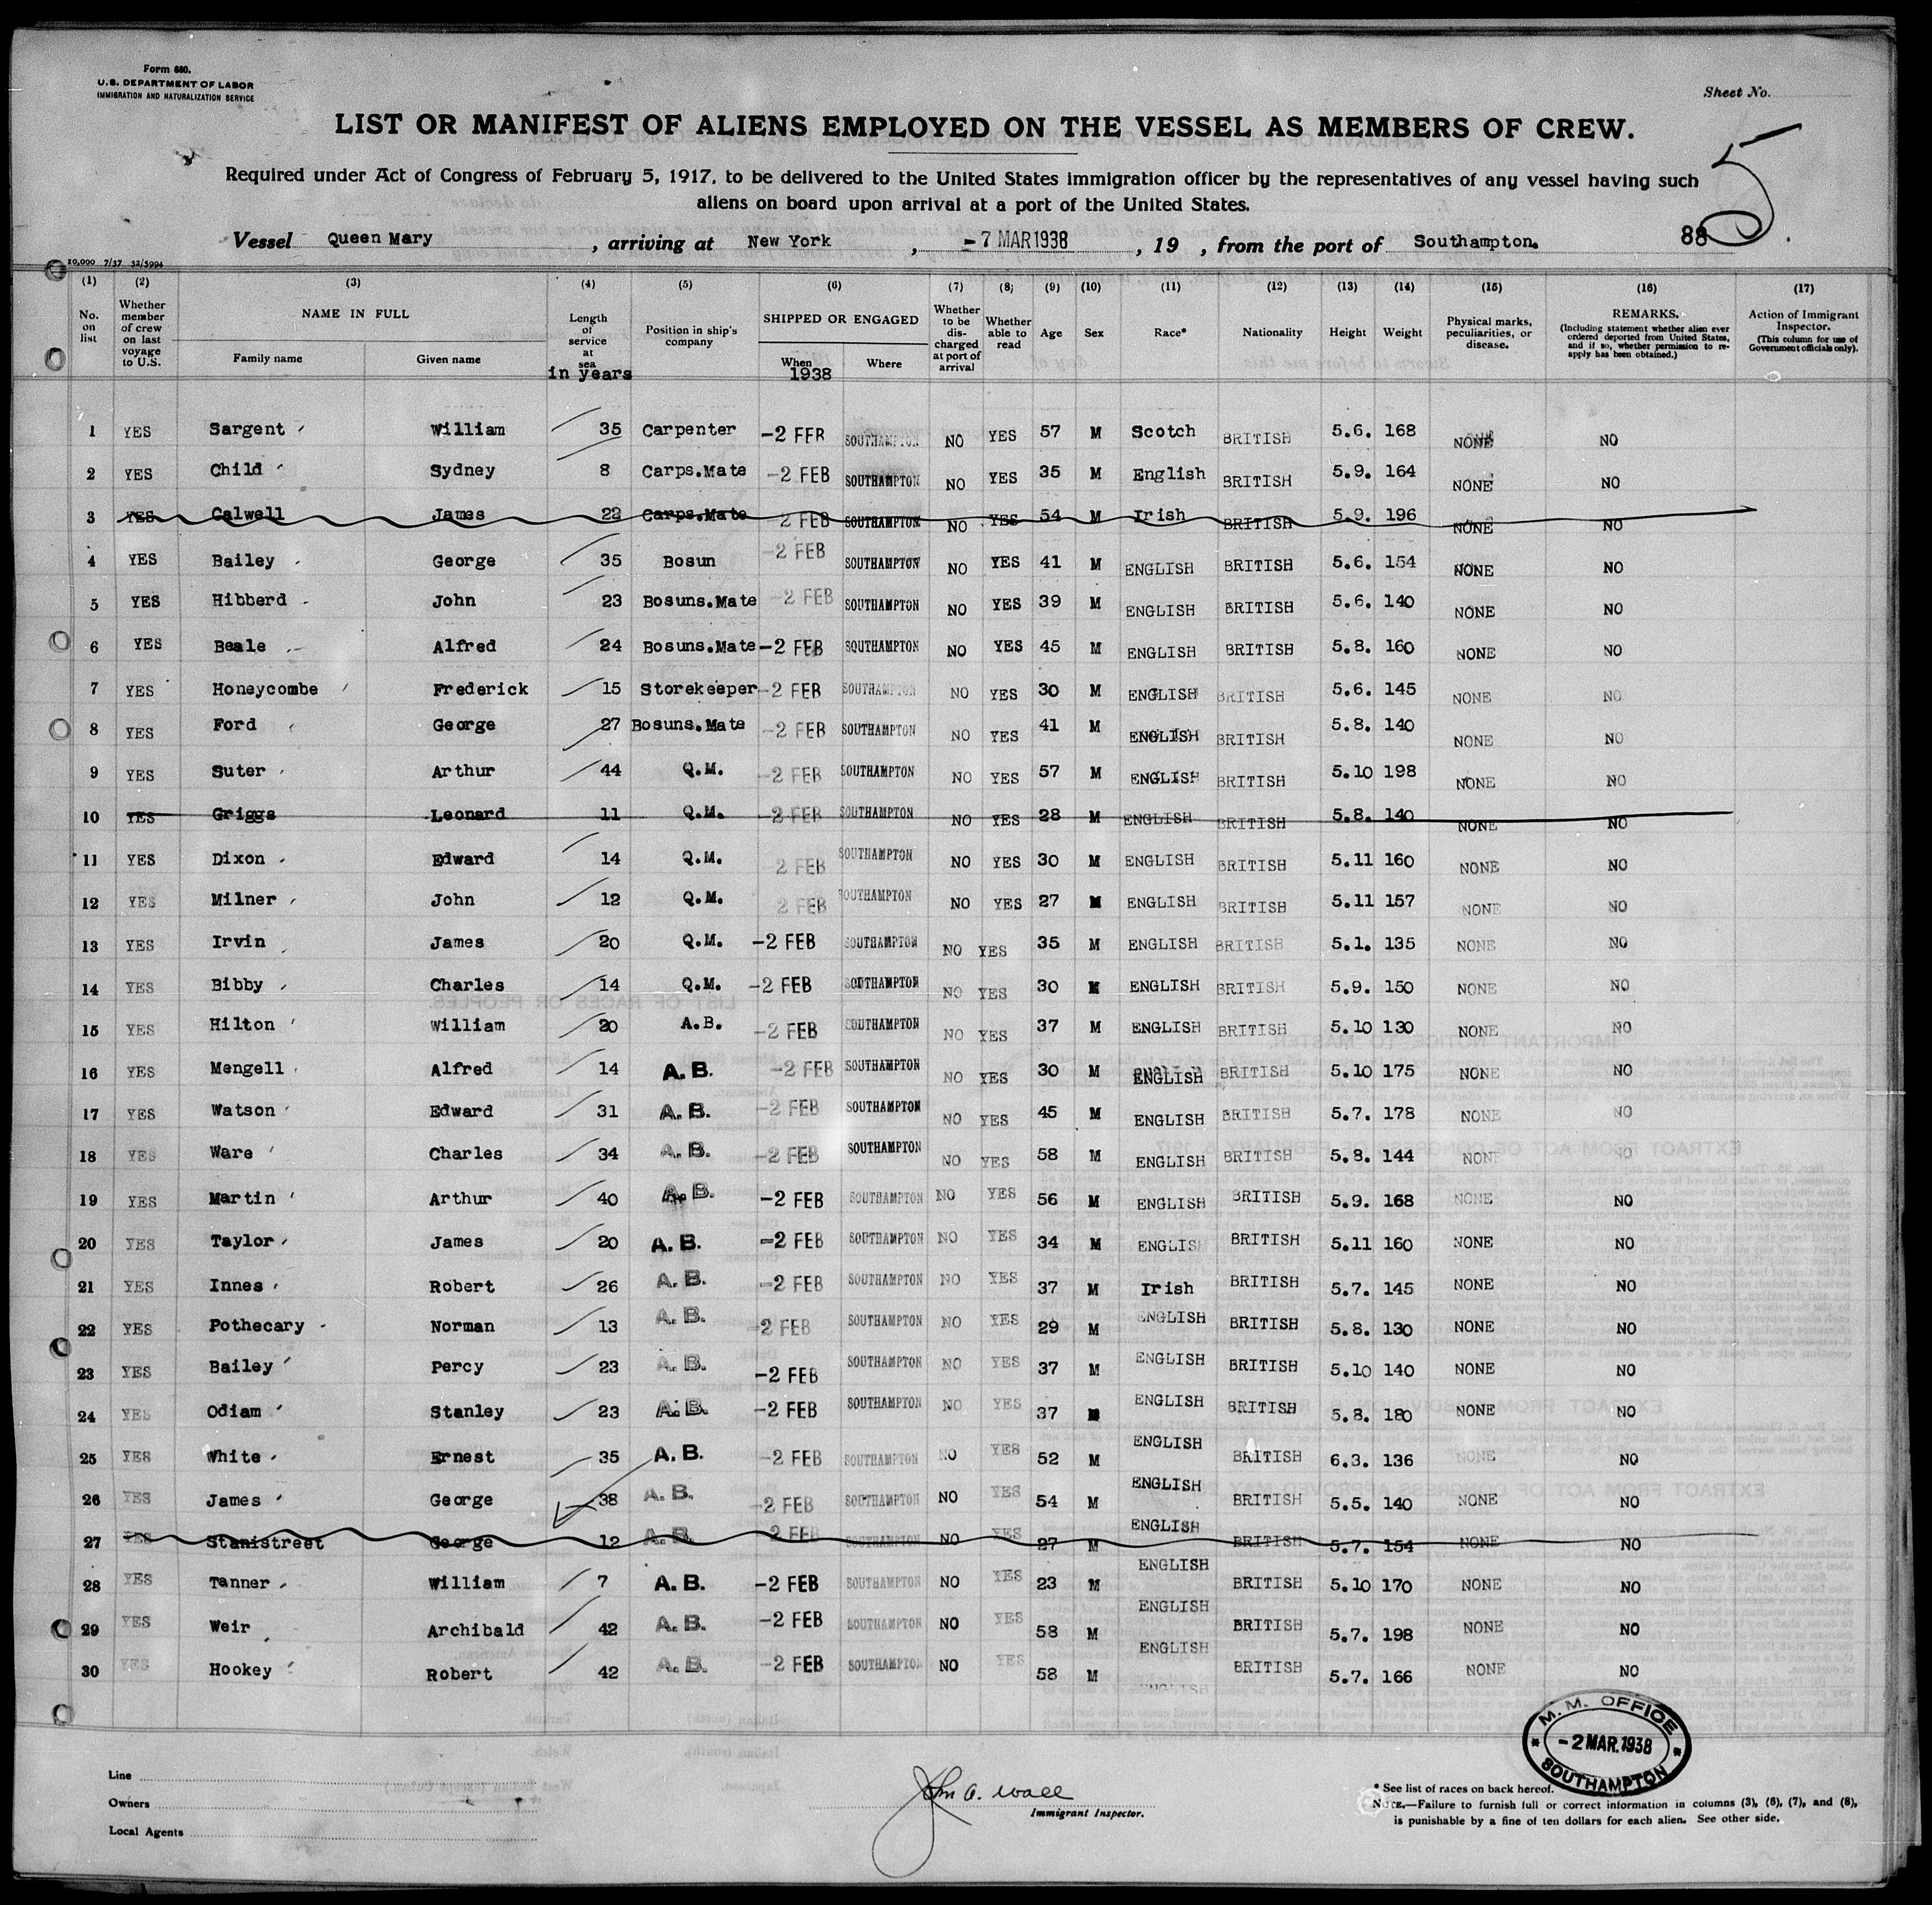 Form 680.
U.S. DEPARTMENT OF LABOR
IMMIGRATION AND NATURALIZATION SERVICE
Sheet No.
LIST OR MANIFEST OF ALIENS EMPLOYED ON THE VESSEL AS MEMBERS OF CREW.
5
Required under Act of Congress of February 5, 1917, to be delivered to the United States immigration officer by the representatives of any vessel having such
aliens on board upon arrival at a port of the United States.
88
Vessel Queen Mary, arriving at New York, -7 MAR 1938, 19 , from the port of Southampton.
10,000 7/37 32/5994
(1) (2) (3) (4) (5) (6) (7) (8) (9) (10) (11) (12) (13) (14) (15) (16) (17)
No. on list
Whether member of crew on last voyage to U.S.
NAME IN FULL
Family name Given name
Length of service at sea
in years
Position in ship's company
SHIPPED OR ENGAGED
When Where
1938
Whether to be discharged at port of arrival
Whether able to read
Age
Sex
Race*
Nationality
Height
Weight
Physical marks, peculiarities, or disease.
REMARKS.
(Including statement whether alien ever ordered deported from United States, and if so, whether permission to re-apply has been obtained.)
Action of Immigrant Inspector.
(This column for use of Government officials only).
1 YES Sargent William 35 Carpenter -2 FEB SOUTHAMPTON NO YES 57 M Scotch BRITISH 5.6. 168 NONE NO
2 YES Child Sydney 8 Carps.Mate -2 FEB SOUTHAMPTON NO YES 35 M English BRITISH 5.9. 164 NONE NO
3 YES Calwell James 22 Carps.Mate -2 FEB SOUTHAMPTON NO YES 54 M Irish BRITISH 5.9. 196 NONE NO
4 YES Bailey George 35 Bosun -2 FEB SOUTHAMPTON NO YES 41 M ENGLISH BRITISH 5.6. 154 NONE NO
5 YES Hibberd John 23 Bosuns.Mate -2 FEB SOUTHAMPTON NO YES 39 M ENGLISH BRITISH 5.6. 140 NONE NO
6 YES Beale Alfred 24 Bosuns.Mate -2 FEB SOUTHAMPTON NO YES 45 M ENGLISH BRITISH 5.8. 160 NONE NO
7 YES Honeycombe Frederick 15 Storekeeper -2 FEB SOUTHAMPTON NO YES 30 M ENGLISH BRITISH 5.6. 145 NONE NO
8 YES Ford George 27 Bosuns.Mate -2 FEB SOUTHAMPTON NO YES 41 M ENGLISH BRITISH 5.8. 140 NONE NO
9 YES Suter Arthur 44 Q.M. -2 FEB SOUTHAMPTON NO YES 57 M ENGLISH BRITISH 5.10 198 NONE NO
10 YES Griggs Leonard 11 Q.M. -2 FEB SOUTHAMPTON NO YES 28 M ENGLISH BRITISH 5.8. 140 NONE NO
11 YES Dixon Edward 14 Q.M. 2 FEB SOUTHAMPTON NO YES 30 M ENGLISH BRITISH 5.11 160 NONE NO
12 YES Milner John 12 Q.M. 2 FEB SOUTHAMPTON NO YES 27 M ENGLISH BRITISH 5.11 157 NONE NO
13 YES Irvin James 20 Q.M. -2 FEB SOUTHAMPTON NO YES 35 M ENGLISH BRITISH 5.1. 135 NONE NO
14 YES Bibby Charles 14 Q.M. -2 FEB SOUTHAMPTON NO YES 30 M ENGLISH BRITISH 5.9. 150 NONE NO
15 YES Hilton William 20 A.B. -2 FEB SOUTHAMPTON NO YES 37 M ENGLISH BRITISH 5.10 130 NONE NO
16 YES Mengell Alfred 14 A.B. -2 FEB SOUTHAMPTON NO YES 30 M ENGLISH BRITISH 5.10 175 NONE NO
17 YES Watson Edward 31 A.B. -2 FEB SOUTHAMPTON NO YES 45 M ENGLISH BRITISH 5.7. 178 NONE NO
18 YES Ware Charles 34 A.B. -2 FEB SOUTHAMPTON NO YES 58 M ENGLISH BRITISH 5.8. 144 NONE NO
19 YES Martin Arthur 40 A.B. -2 FEB SOUTHAMPTON NO YES 56 M ENGLISH BRITISH 5.9. 168 NONE NO
20 YES Taylor James 20 A.B. -2 FEB SOUTHAMPTON NO YES 34 M ENGLISH BRITISH 5.11 160 NONE NO
21 YES Innes Robert 26 A.B. -2 FEB SOUTHAMPTON NO YES 37 M Irish BRITISH 5.7. 145 NONE NO
22 YES Pothecary Norman 13 A.B. -2 FEB SOUTHAMPTON NO YES 29 M ENGLISH BRITISH 5.8. 130 NONE NO
23 YES Bailey Percy 23 A.B. -2 FEB SOUTHAMPTON NO YES 37 M ENGLISH BRITISH 5.10 140 NONE NO
24 YES Odiam Stanley 23 A.B. -2 FEB SOUTHAMPTON NO YES 37 M ENGLISH BRITISH 5.8. 180 NONE NO
25 YES White Ernest 35 A.B. -2 FEB SOUTHAMPTON NO YES 52 M ENGLISH BRITISH 6.3. 136 NONE NO
26 YES James George 38 A.B. -2 FEB SOUTHAMPTON NO YES 54 M ENGLISH BRITISH 5.5. 140 NONE NO
27 YES Stanistreet George 12 A.B. 2 FEB SOUTHAMPTON NO YES 27 M ENGLISH BRITISH 5.7. 154 NONE NO
28 YES Tanner William 7 A.B. -2 FEB SOUTHAMPTON NO YES 23 M ENGLISH BRITISH 5.10 170 NONE NO
29 YES Weir Archibald 42 A.B. -2 FEB SOUTHAMPTON NO YES 58 M ENGLISH BRITISH 5.7. 198 NONE NO
30 YES Hookey Robert 42 A.B. -2 FEB SOUTHAMPTON NO YES 58 M ENGLISH BRITISH 5.7. 166 NONE NO
M. M. OFFICE
-2 MAR. 1938
SOUTHAMPTON
Line
Owners
Local Agents
John A. Wall
Immigrant Inspector.
* See list of races on back hereof.
NOTE.—Failure to furnish full or correct information in columns (3), (6), (7), and (8),
is punishable by a fine of ten dollars for each alien. See other side.